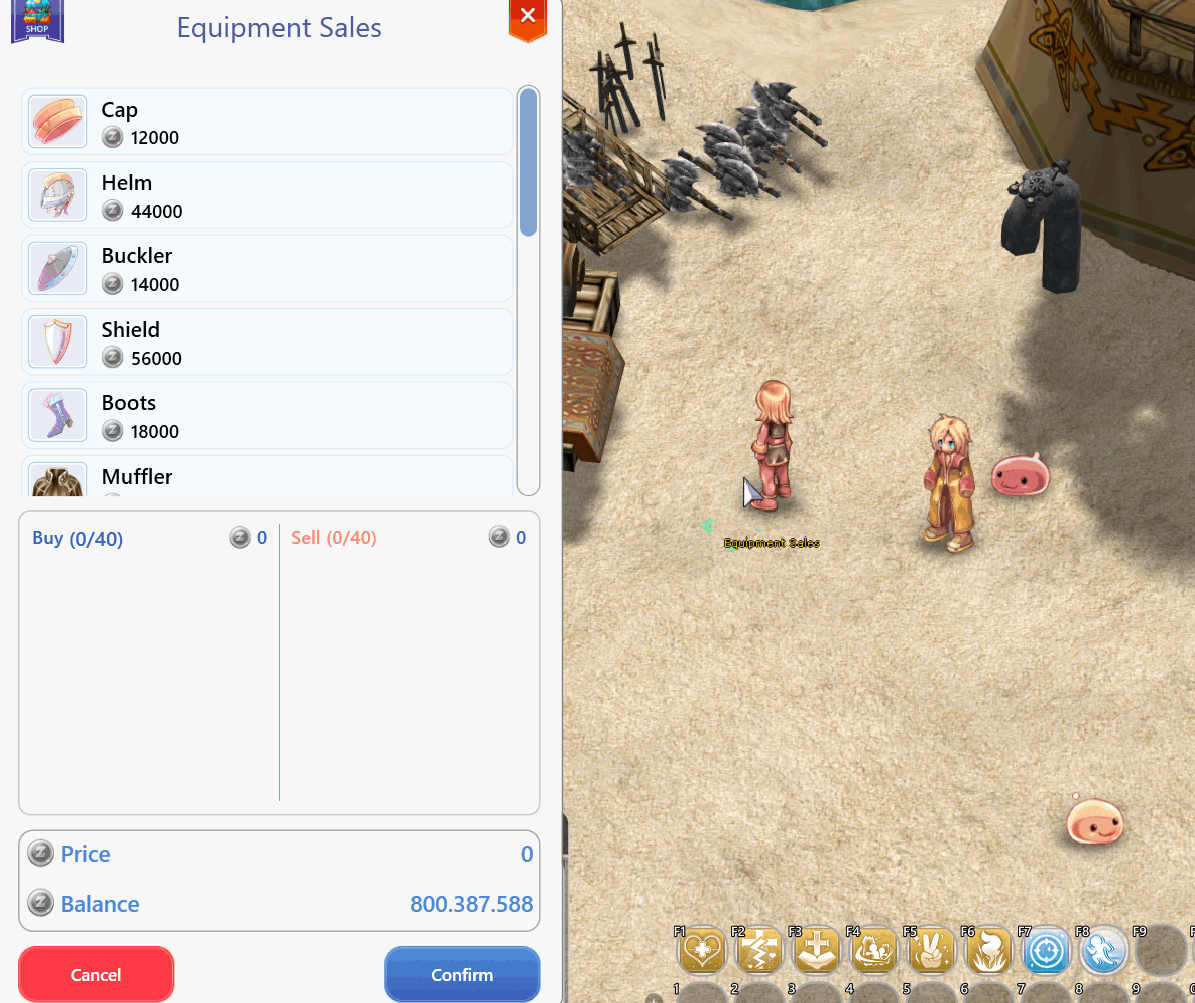 SHOP
Equipment Sales
Cap
12000
Helm
44000
Buckler
14000
Shield
56000
Boots
18000
Muffler
Buy (0/40) 0 Sell (0/40) 0
Equipment Sales
Price 0
Balance 800.387.588
F1 F2 F3 F4 F5 F6 F7 F8 F9
Cancel Confirm
1 2 3 4 5 6 7 8 9